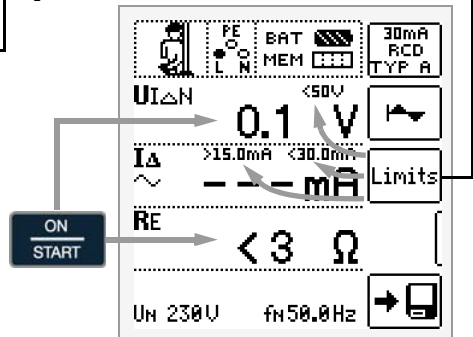 PE
L N
BAT
MEM
30mA
RCD
TYP A
UI△N
<50V
0.1 V
I△
>15.0mA <30.0mA
~ --- mA
Limits
RE
<3 Ω
ON
START
UN 230V fN50.0Hz